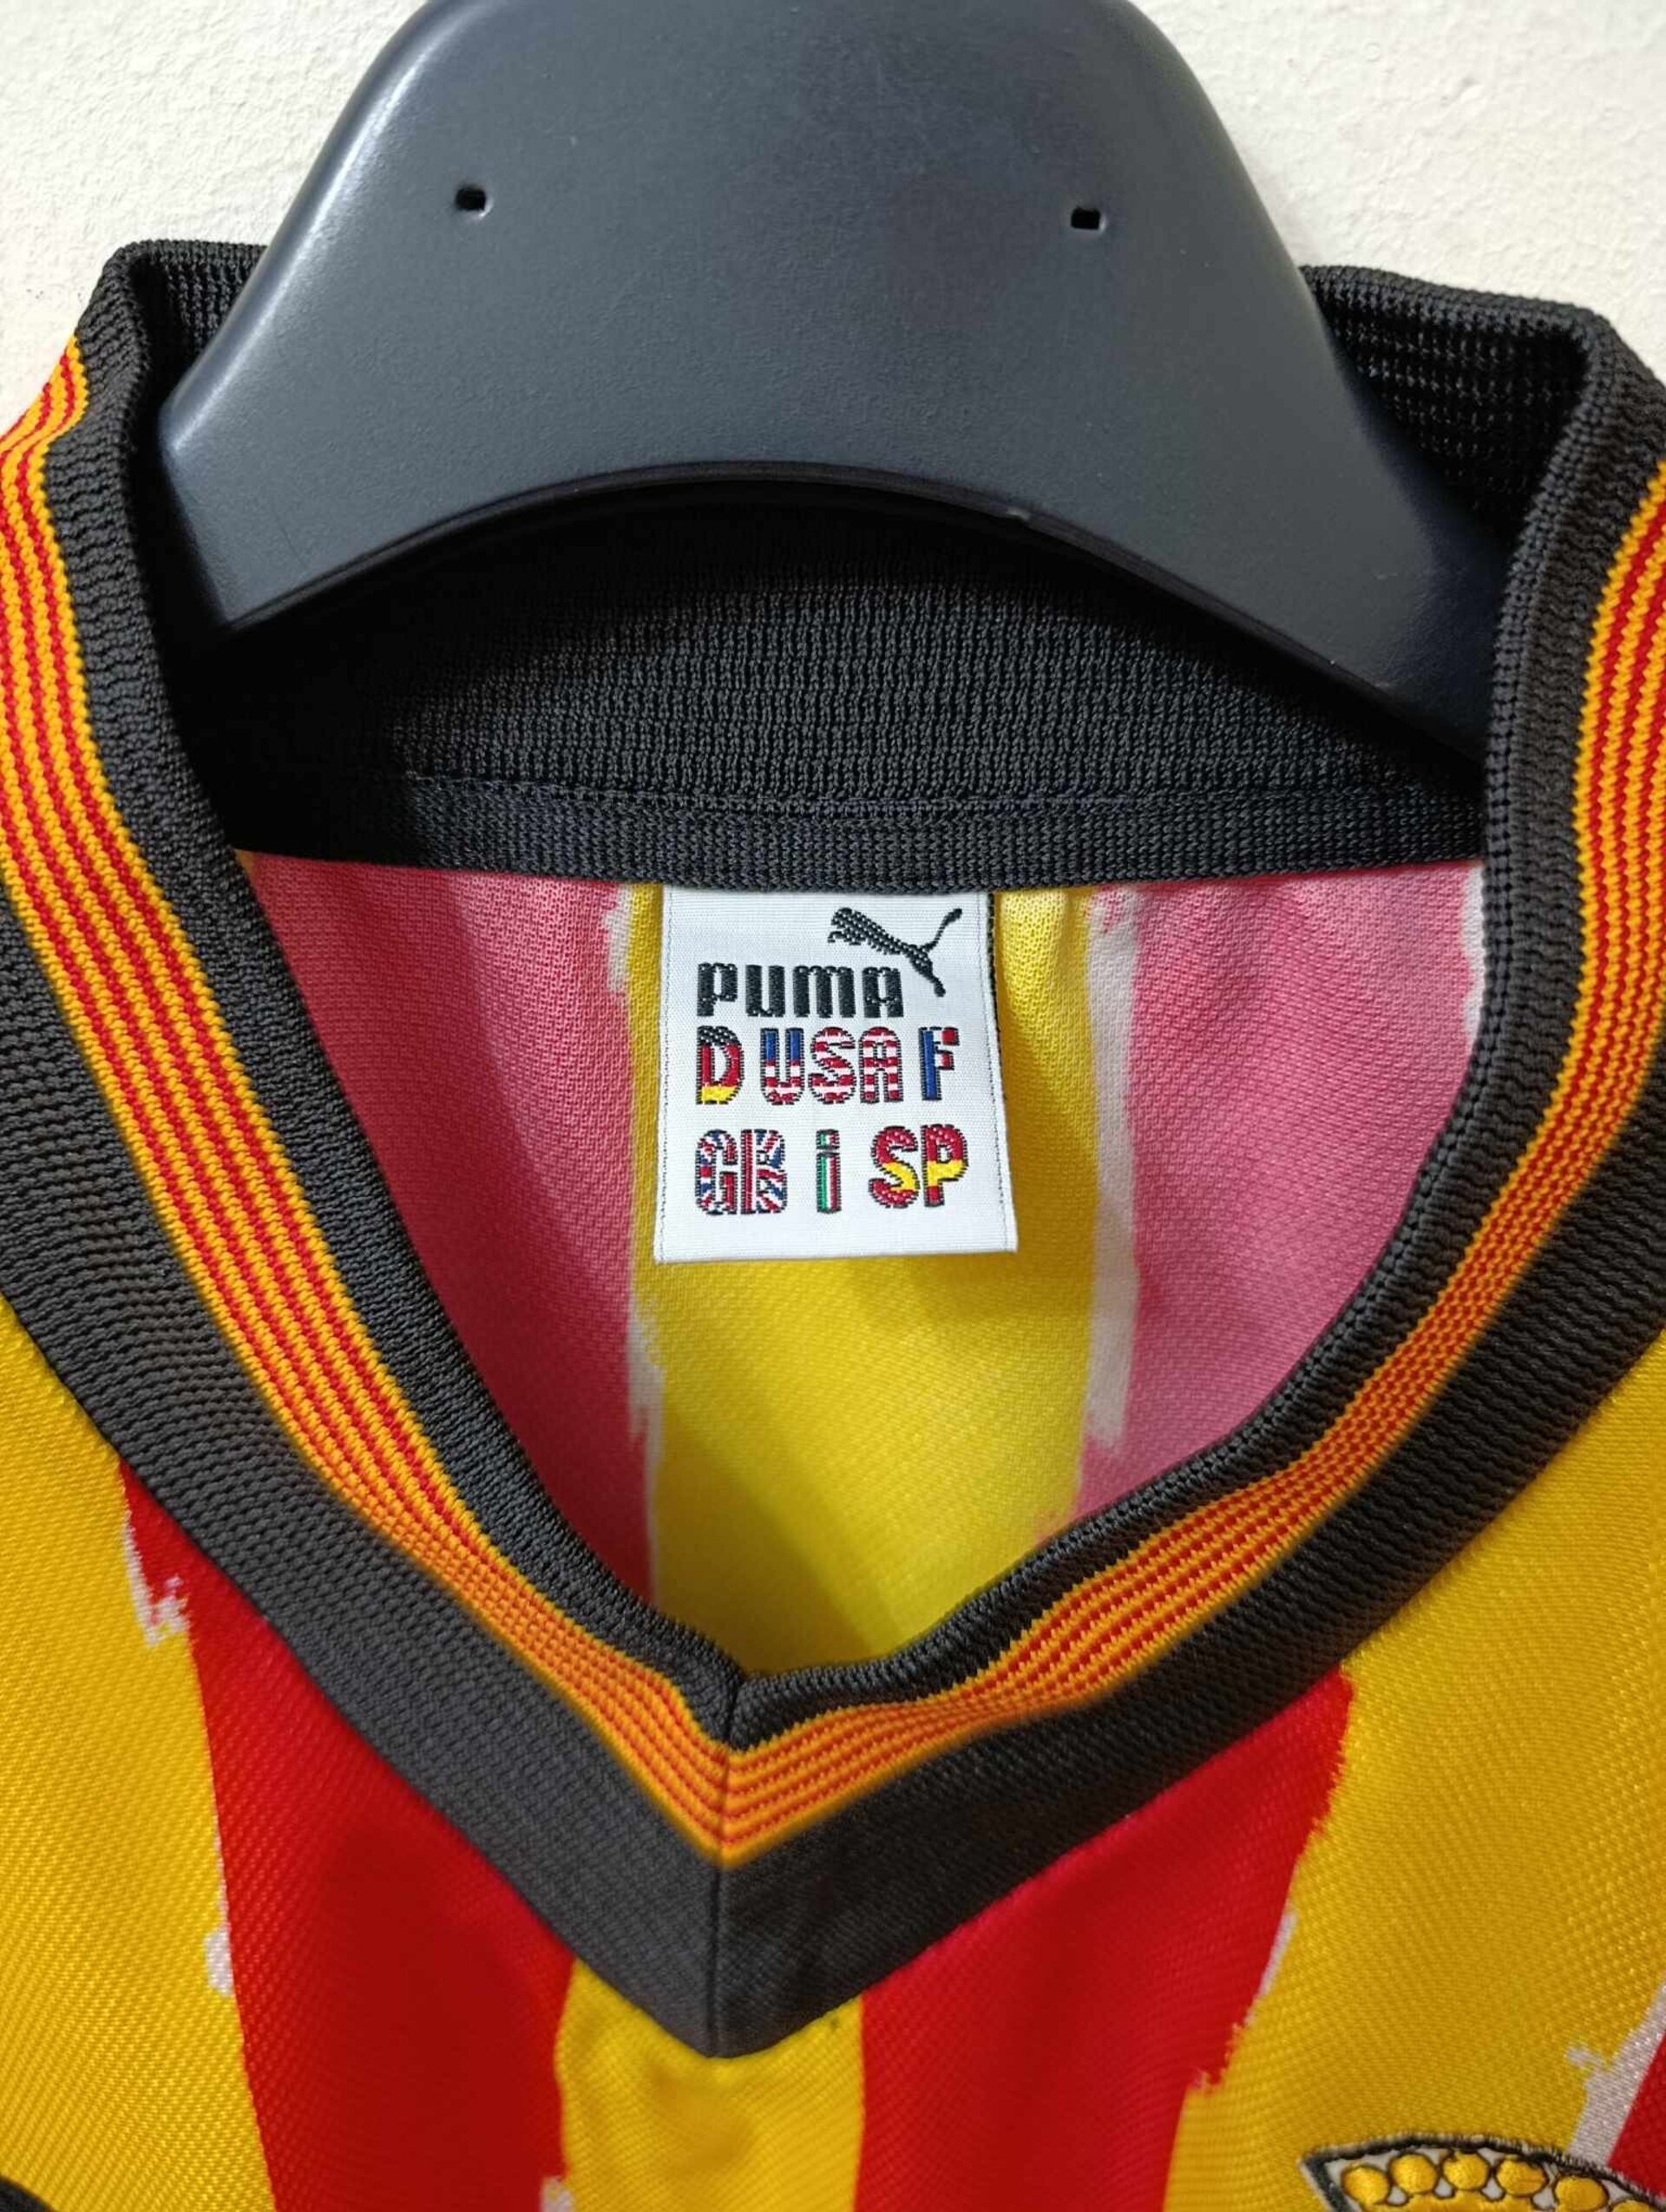 PUMA
D USA F
GB i SP